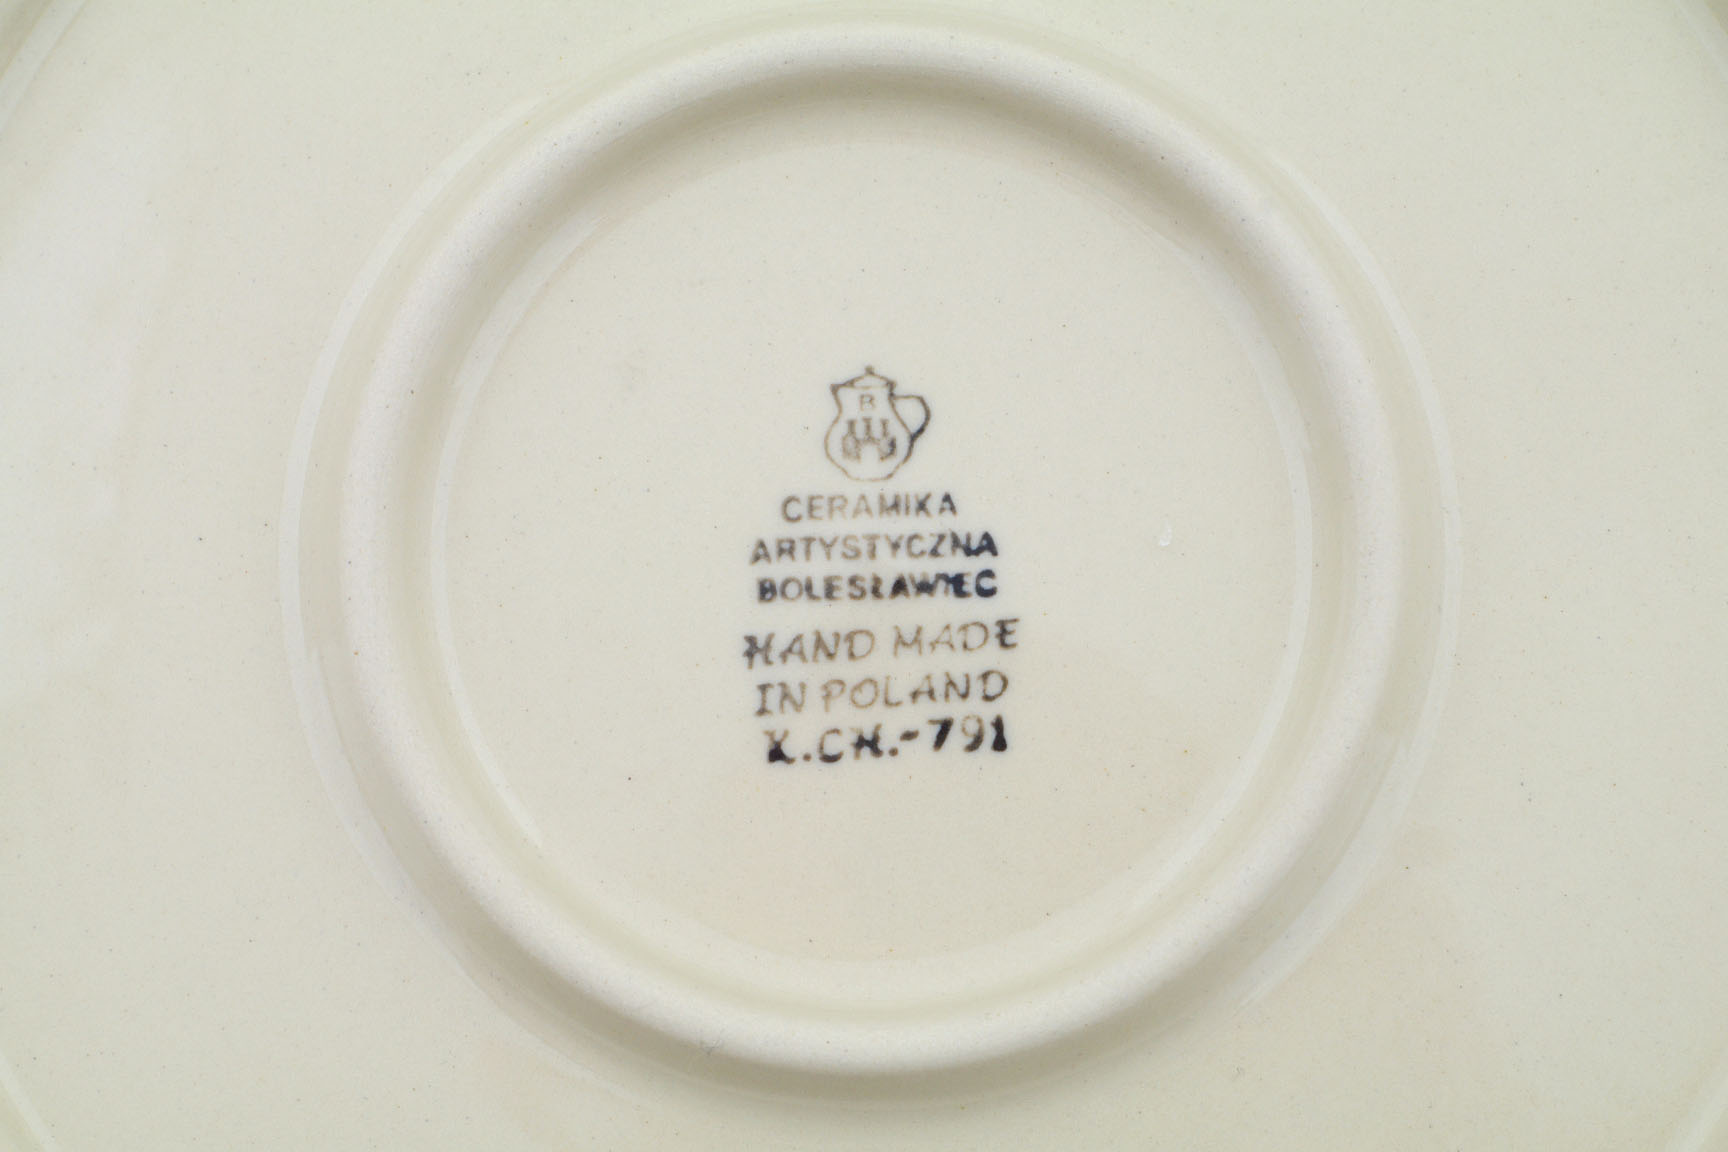 B
CERAMIKA
ARTYSTYCZNA
BOLESŁAWIEC
HAND MADE
IN POLAND
K.CH.-791